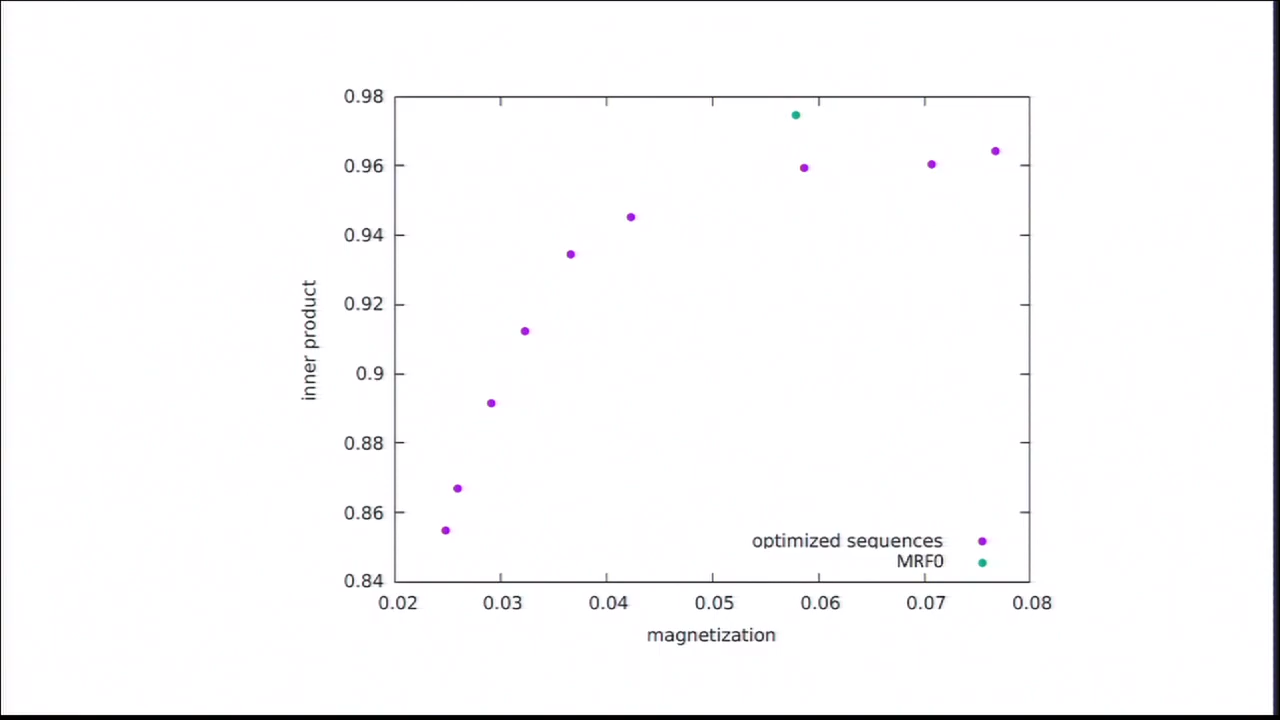 0.98
0.96
0.94
0.92
0.9
0.88
0.86
0.84
inner product
optimized sequences
MRF0
0.02 0.03 0.04 0.05 0.06 0.07 0.08
magnetization